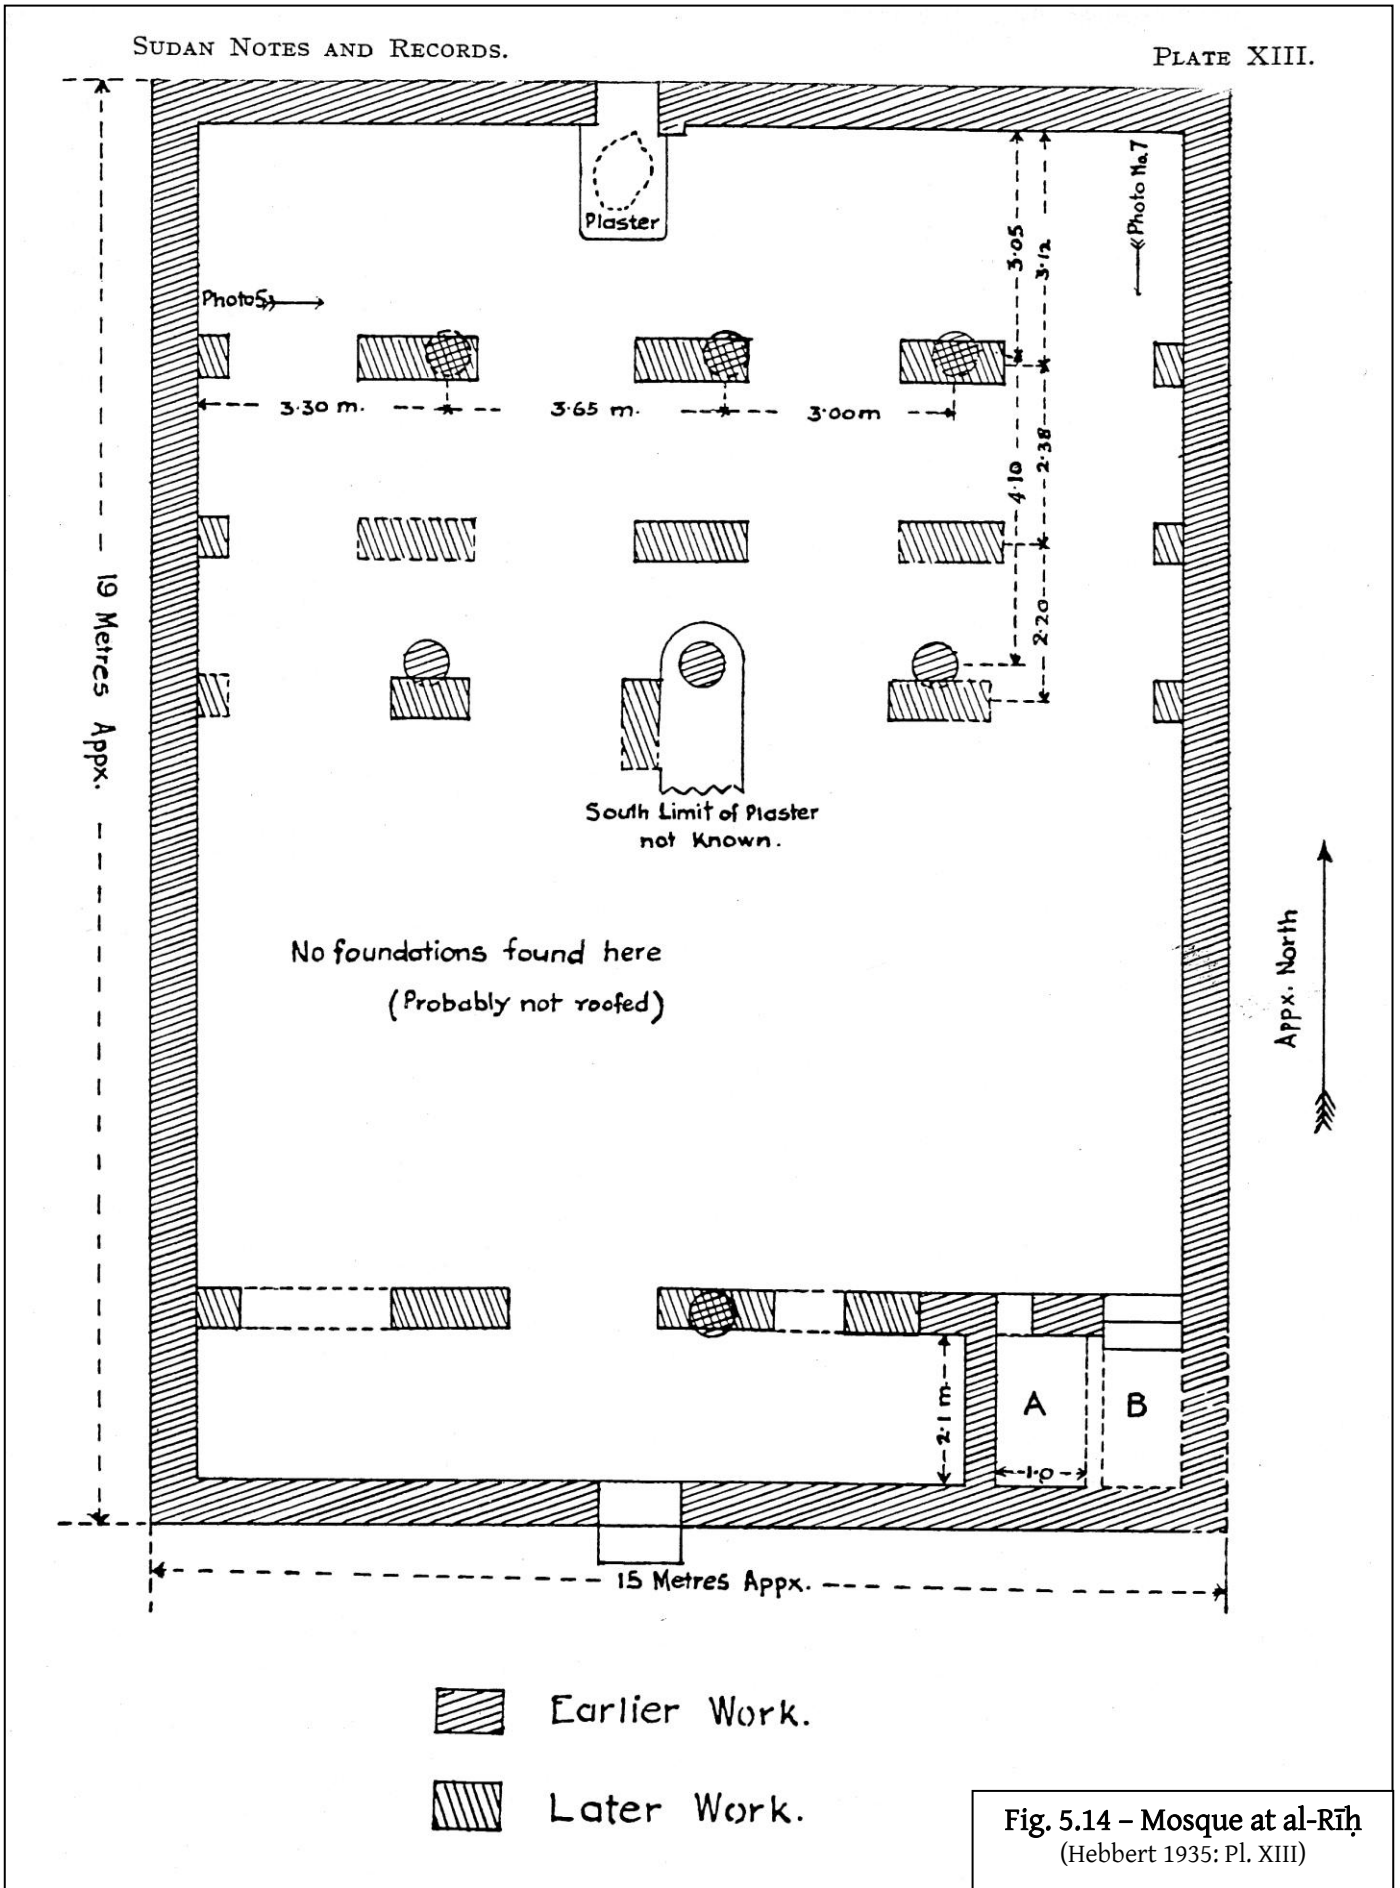 SUDAN NOTES AND RECORDS.
PLATE XIII.
Plaster
3.05
3.12
Photo No.7
Photo 5
3.30 m.
3.65 m.
3.00m
4.10
2.38
2.20
19 Metres Appx.
South Limit of Plaster
not Known.
No foundations found here
(Probably not roofed)
Appx. North
2.1 m
A
B
1.0
15 Metres Appx.
Earlier Work.
Later Work.
Fig. 5.14 – Mosque at al-Rīḥ
(Hebbert 1935: Pl. XIII)